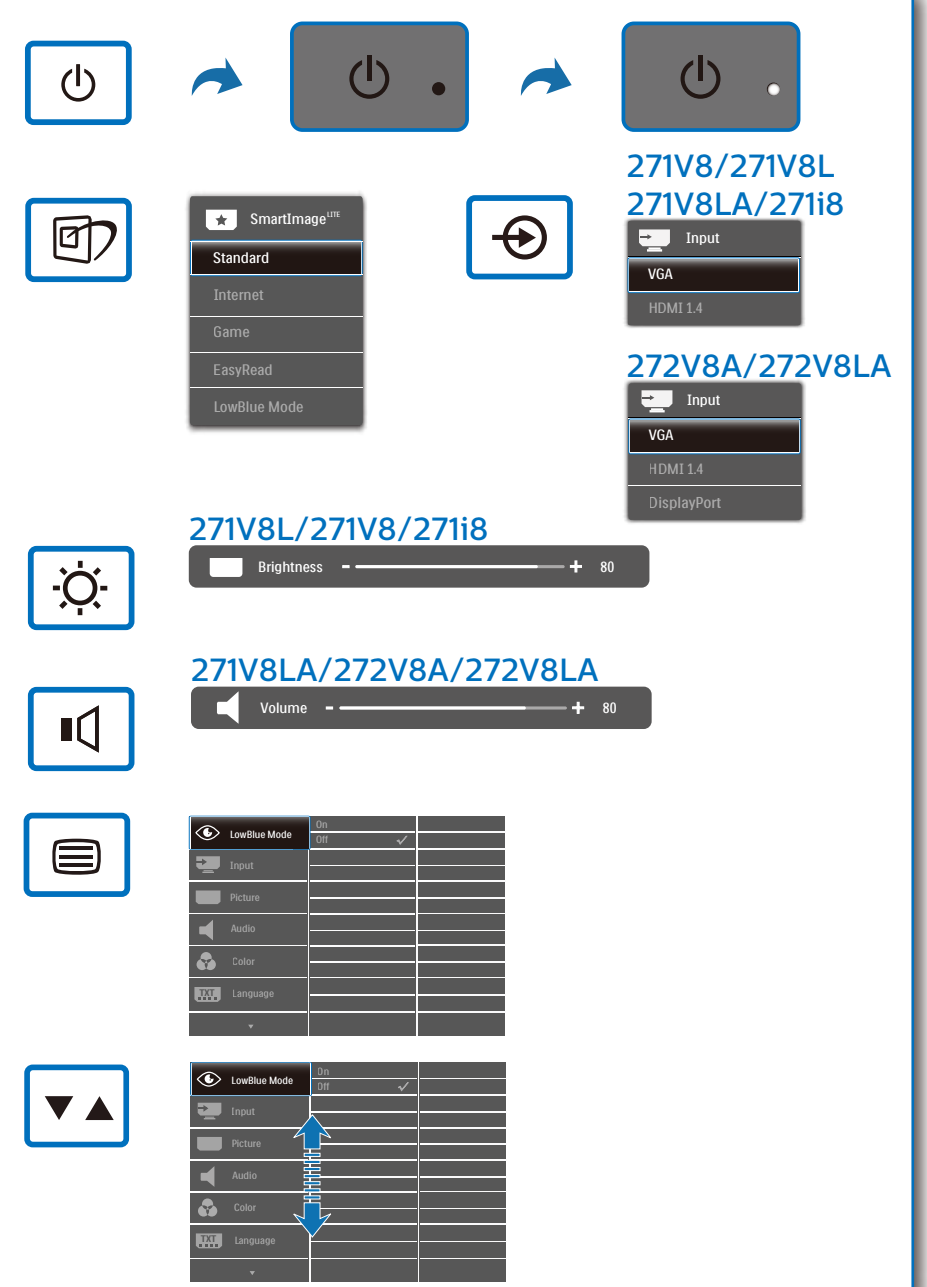 271V8/271V8L
271V8LA/271i8
SmartImage LITE
Standard
Internet
Game
EasyRead
LowBlue Mode
Input
VGA
HDMI 1.4
272V8A/272V8LA
Input
VGA
HDMI 1.4
DisplayPort
271V8L/271V8/271i8
Brightness - + 80
271V8LA/272V8A/272V8LA
Volume - + 80
LowBlue Mode
On
Off ✓
Input
Picture
Audio
Color
TXT Language
LowBlue Mode
On
Off ✓
Input
Picture
Audio
Color
TXT Language